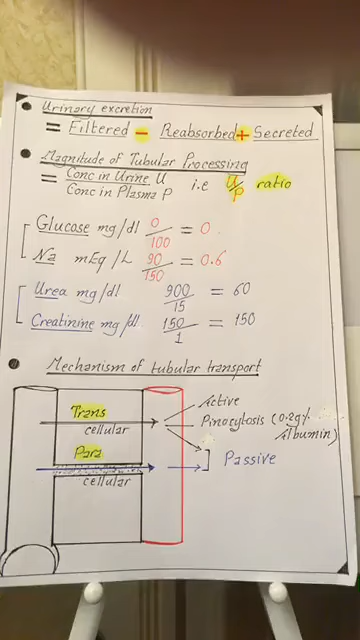 Urinary excretion
= Filtered - Reabsorbed + Secreted
Magnitude of Tubular Processing
= Conc in Urine U / Conc in Plasma P i.e U/P ratio
Glucose mg/dl 0/100 = 0
Na mEq/L 90/150 = 0.6
Urea mg/dl 900/15 = 60
Creatinine mg/dl 150/1 = 150
Mechanism of tubular transport
Trans
cellular
Active
Pinocytosis (0.2g%
Albumin)
Para
cellular
Passive